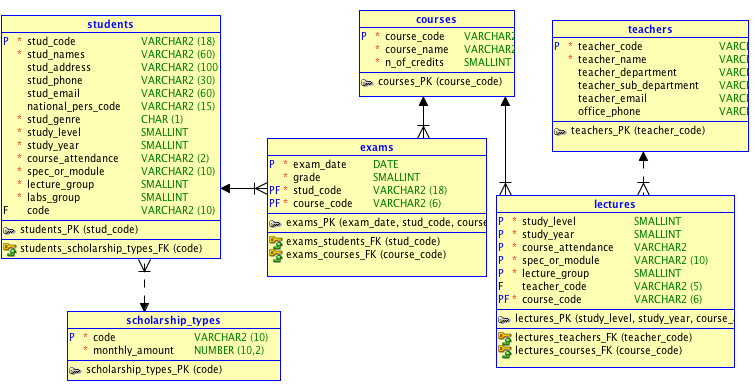 students
P * stud_code VARCHAR2 (18)
* stud_names VARCHAR2 (60)
stud_address VARCHAR2 (100
stud_phone VARCHAR2 (30)
stud_email VARCHAR2 (60)
national_pers_code VARCHAR2 (15)
* stud_genre CHAR (1)
* study_level SMALLINT
* study_year SMALLINT
* course_attendance VARCHAR2 (2)
* spec_or_module VARCHAR2 (10)
* lecture_group SMALLINT
* labs_group SMALLINT
F code VARCHAR2 (10)
students_PK (stud_code)
students_scholarship_types_FK (code)
courses
P * course_code VARCHAR2
* course_name VARCHAR2
* n_of_credits SMALLINT
courses_PK (course_code)
teachers
P * teacher_code VARC
* teacher_name VARC
teacher_department VARC
teacher_sub_department VARC
teacher_email VARC
office_phone VARC
teachers_PK (teacher_code)
exams
P * exam_date DATE
* grade SMALLINT
PF * stud_code VARCHAR2 (18)
PF * course_code VARCHAR2 (6)
exams_PK (exam_date, stud_code, course
exams_students_FK (stud_code)
exams_courses_FK (course_code)
lectures
P * study_level SMALLINT
P * study_year SMALLINT
P * course_attendance VARCHAR2
P * spec_or_module VARCHAR2 (10)
P * lecture_group SMALLINT
F teacher_code VARCHAR2 (5)
PF * course_code VARCHAR2 (6)
lectures_PK (study_level, study_year, course_
lectures_teachers_FK (teacher_code)
lectures_courses_FK (course_code)
scholarship_types
P * code VARCHAR2 (10)
* monthly_amount NUMBER (10,2)
scholarship_types_PK (code)